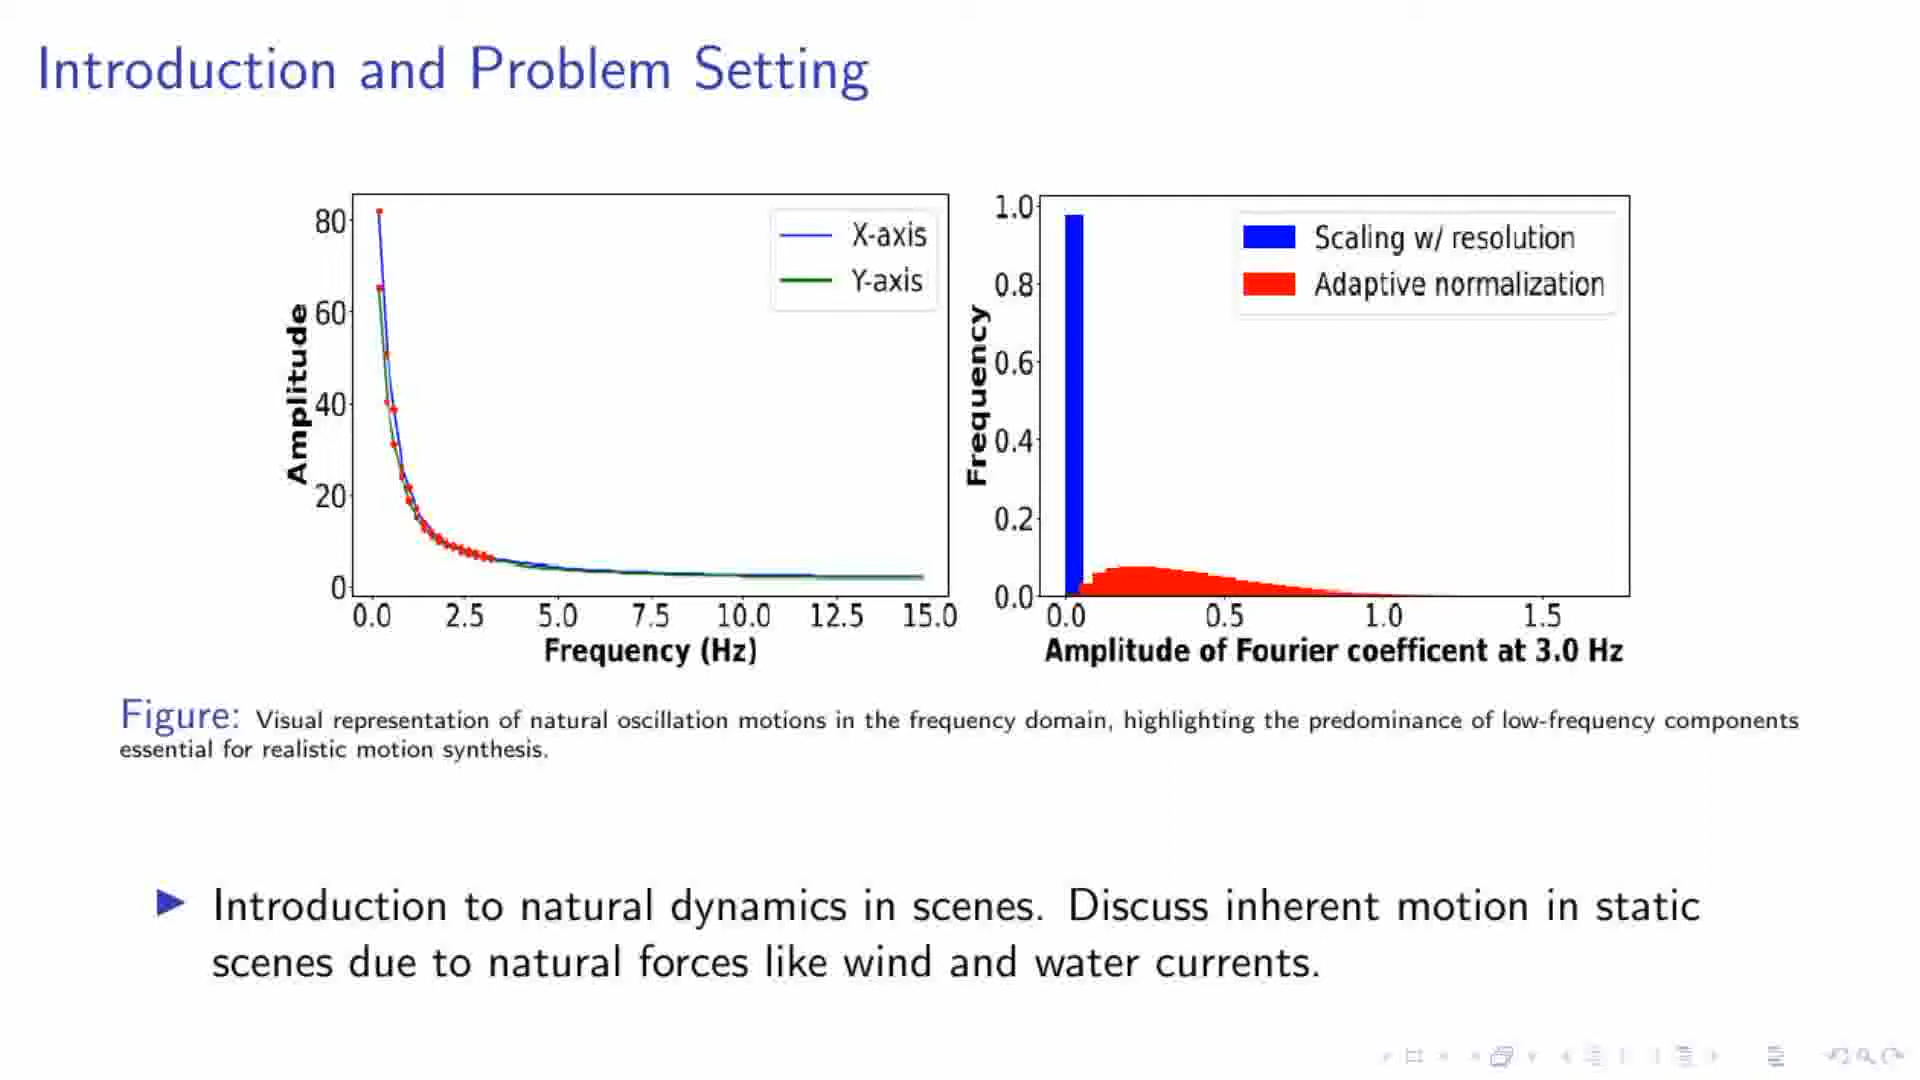 Introduction and Problem Setting
80
60
40
20
0
Amplitude
X-axis
Y-axis
0.0 2.5 5.0 7.5 10.0 12.5 15.0
Frequency (Hz)
1.0
0.8
0.6
0.4
0.2
0.0
Frequency
Scaling w/ resolution
Adaptive normalization
0.0 0.5 1.0 1.5
Amplitude of Fourier coefficent at 3.0 Hz
Figure: Visual representation of natural oscillation motions in the frequency domain, highlighting the predominance of low-frequency components
essential for realistic motion synthesis.
Introduction to natural dynamics in scenes. Discuss inherent motion in static
scenes due to natural forces like wind and water currents.